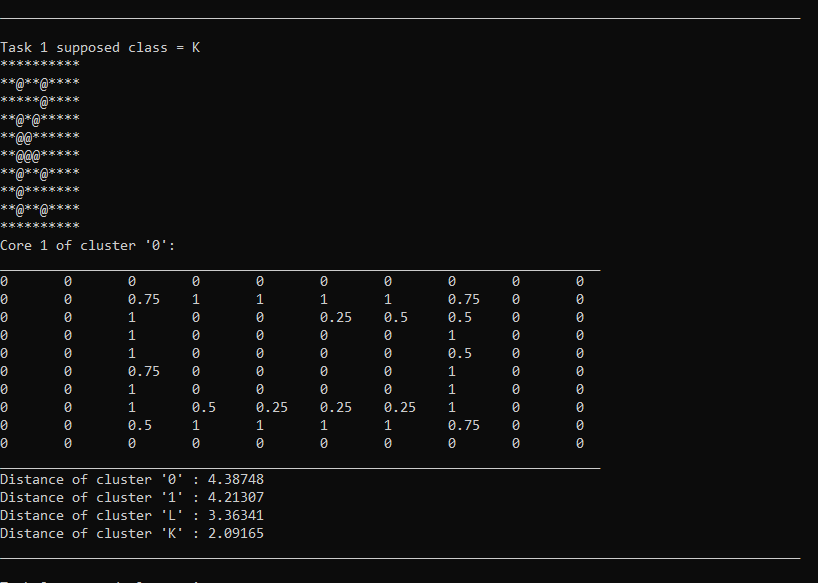 Task 1 supposed class = K
**********
**@**@****
*****@****
**@*@*****
**@@******
**@@@*****
**@**@****
**@*******
**@**@****
**********
Core 1 of cluster '0':
0 0 0 0 0 0 0 0 0 0
0 0 0.75 1 1 1 1 0.75 0 0
0 0 1 0 0 0.25 0.5 0.5 0 0
0 0 1 0 0 0 0 1 0 0
0 0 1 0 0 0 0 0.5 0 0
0 0 0.75 0 0 0 0 1 0 0
0 0 1 0 0 0 0 1 0 0
0 0 1 0.5 0.25 0.25 0.25 1 0 0
0 0 0.5 1 1 1 1 0.75 0 0
0 0 0 0 0 0 0 0 0 0
Distance of cluster '0' : 4.38748
Distance of cluster '1' : 4.21307
Distance of cluster 'L' : 3.36341
Distance of cluster 'K' : 2.09165